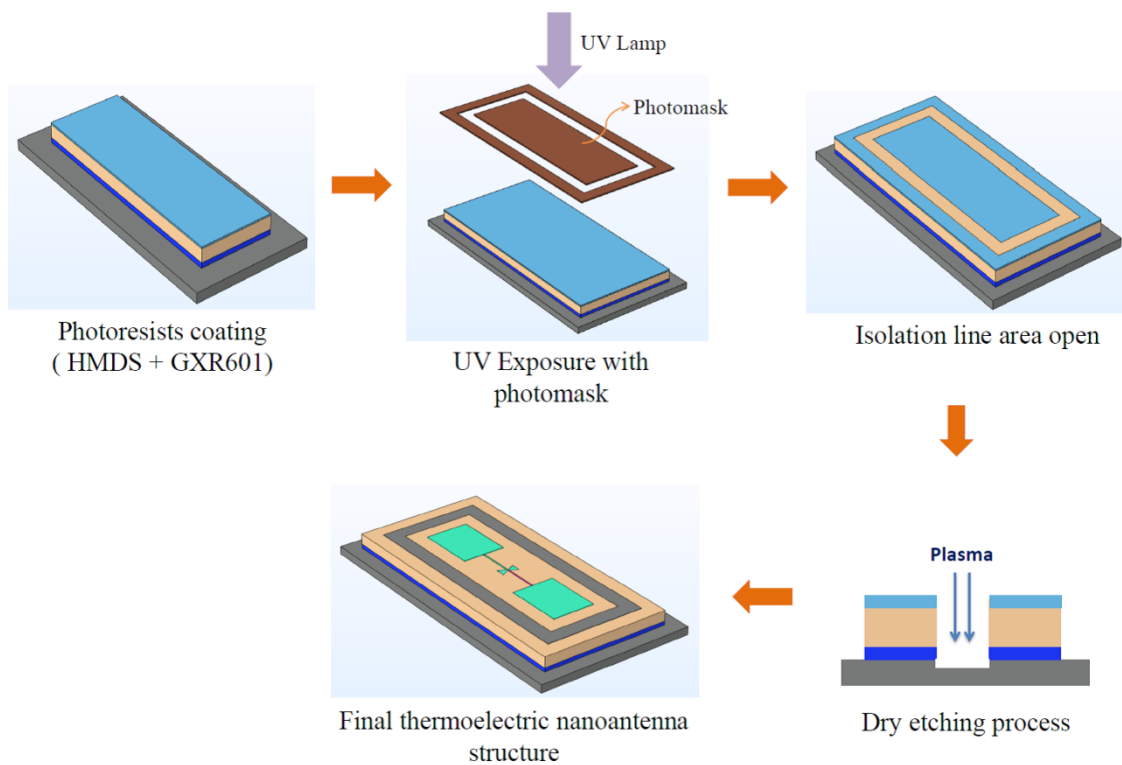 UV Lamp
Photomask
Photoresists coating
( HMDS + GXR601)
UV Exposure with
photomask
Isolation line area open
Plasma
Dry etching process
Final thermoelectric nanoantenna
structure